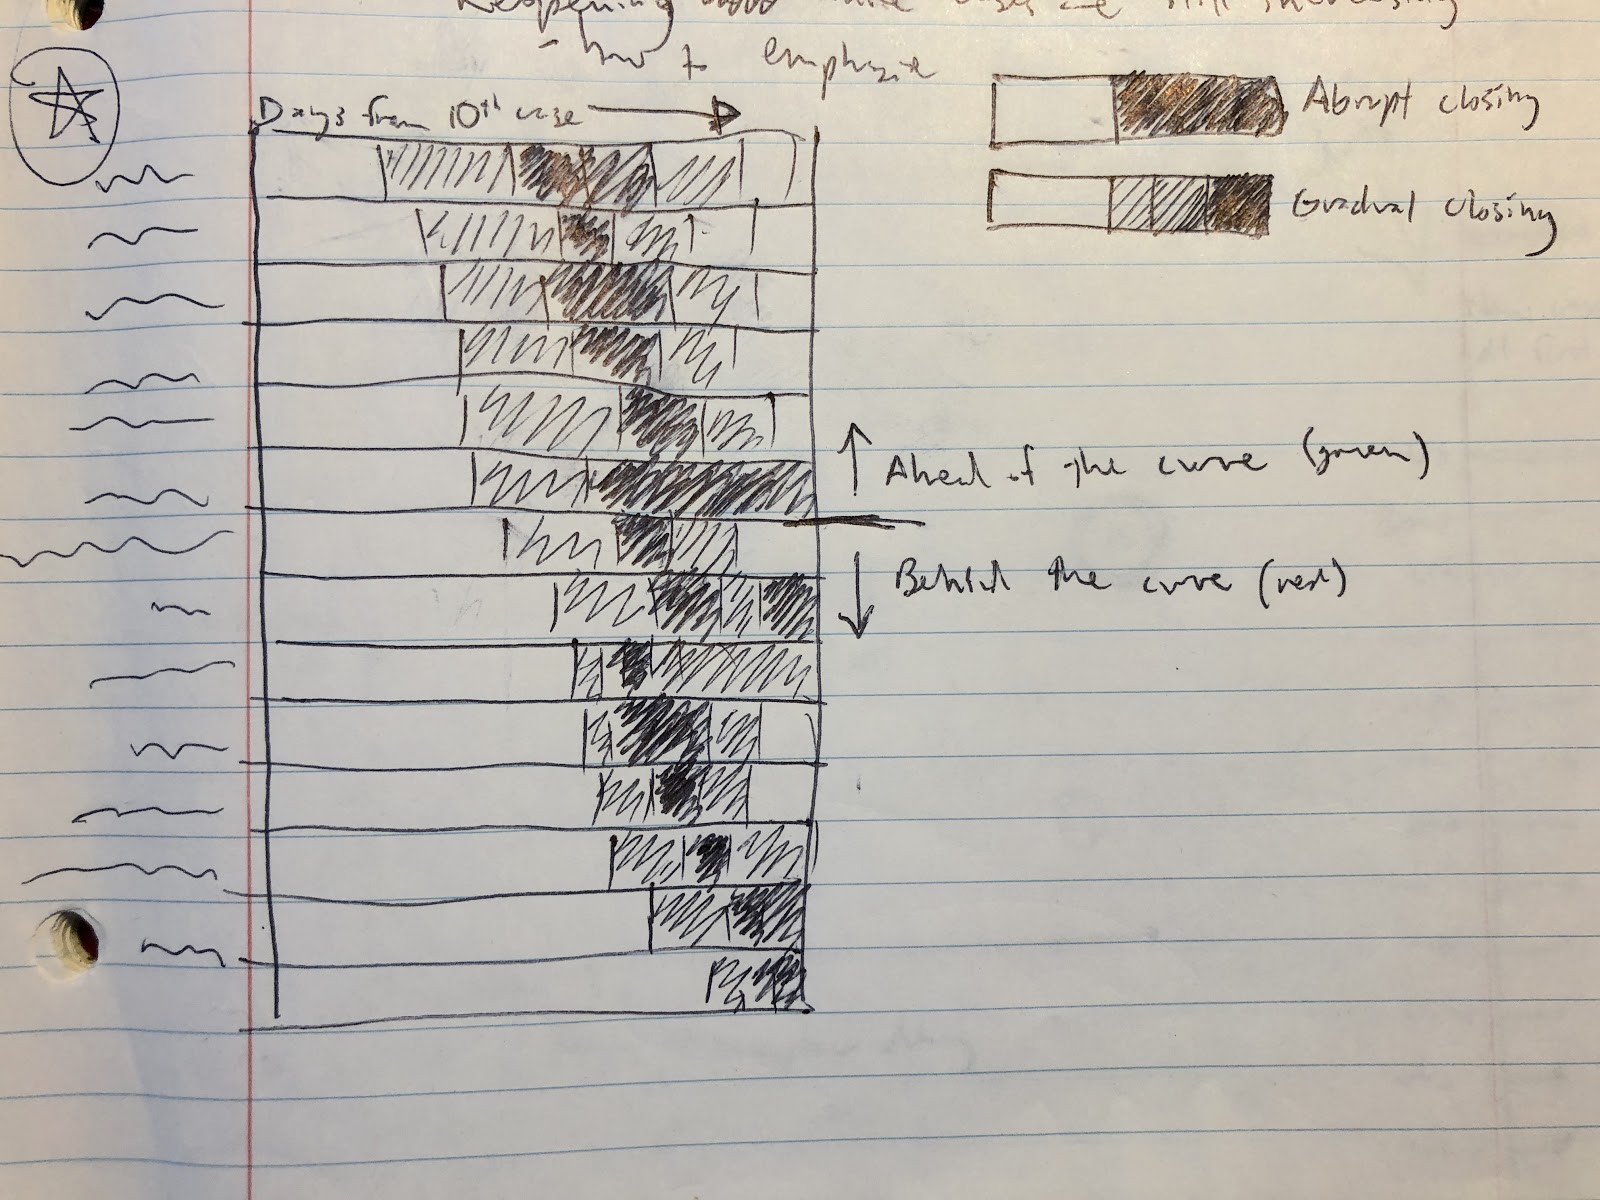 Reopening while cases are still increasing
- how to emphasize
Days from 10th case
Abrupt closing
Gradual closing
↑ Ahead of the curve (green)
↓ Behind the curve (red)